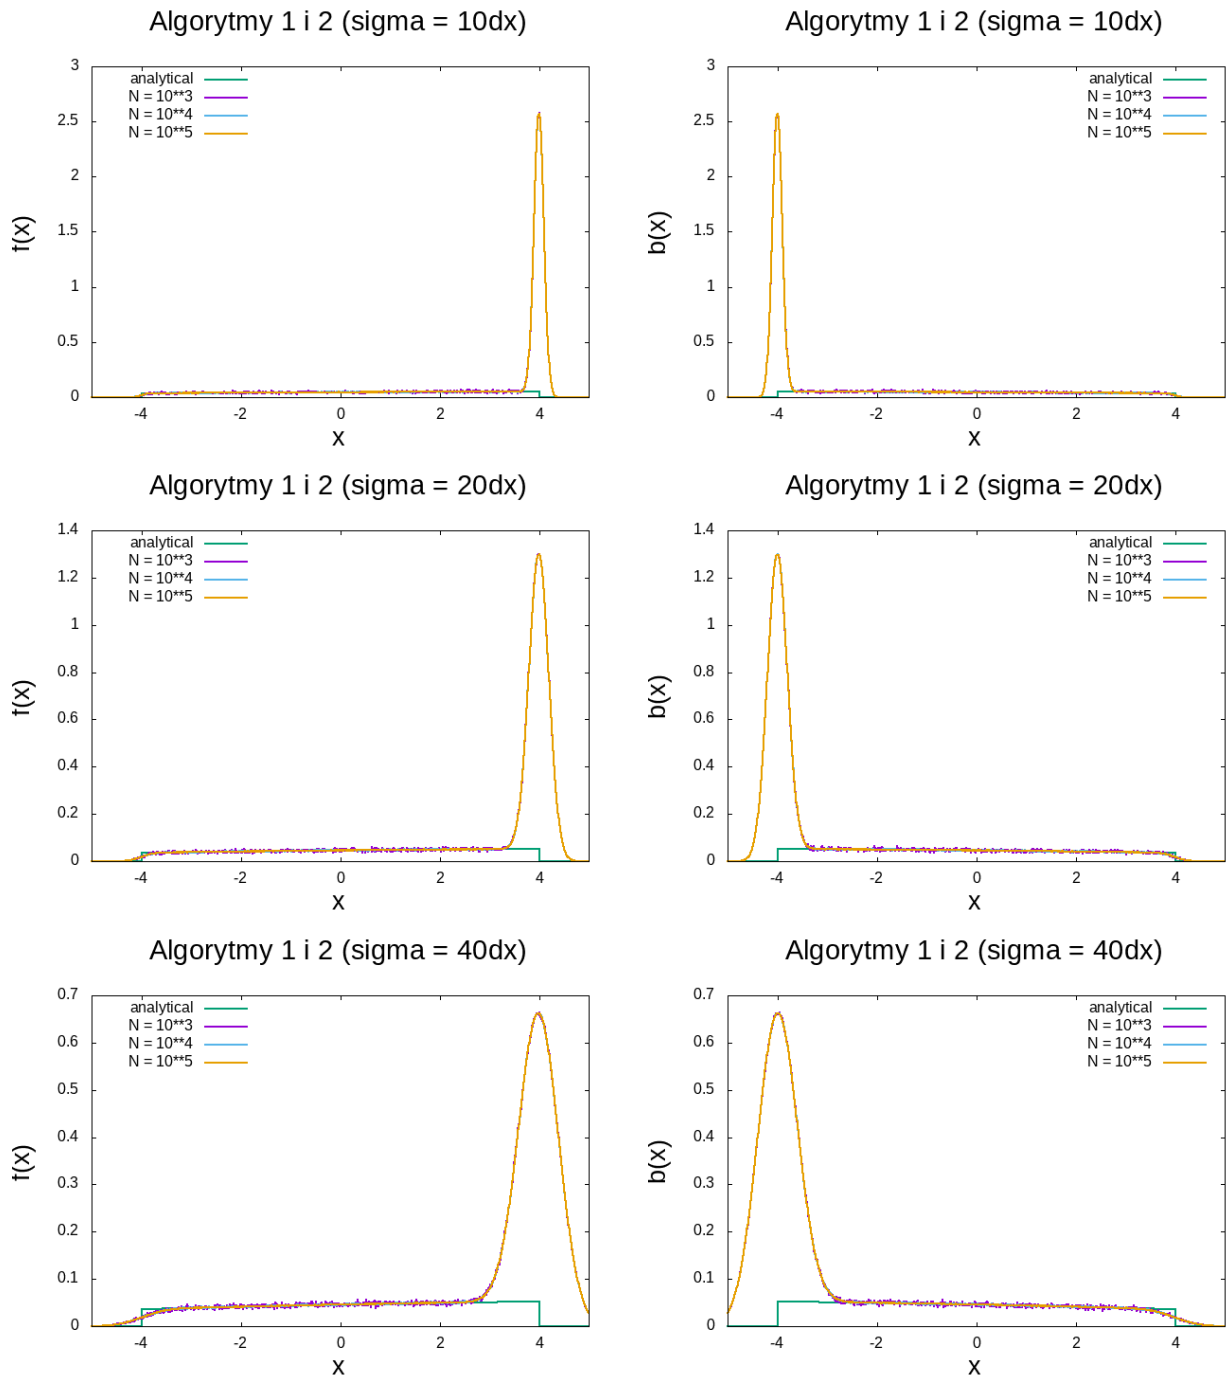 Algorytmy 1 i 2 (sigma = 10dx)
3
2.5
2
1.5
1
0.5
0
-4
-2
0
2
4
f(x)
x
analytical
N = 10**3
N = 10**4
N = 10**5
Algorytmy 1 i 2 (sigma = 10dx)
3
2.5
2
1.5
1
0.5
0
-4
-2
0
2
4
b(x)
x
analytical
N = 10**3
N = 10**4
N = 10**5
Algorytmy 1 i 2 (sigma = 20dx)
1.4
1.2
1
0.8
0.6
0.4
0.2
0
-4
-2
0
2
4
f(x)
x
analytical
N = 10**3
N = 10**4
N = 10**5
Algorytmy 1 i 2 (sigma = 20dx)
1.4
1.2
1
0.8
0.6
0.4
0.2
0
-4
-2
0
2
4
b(x)
x
analytical
N = 10**3
N = 10**4
N = 10**5
Algorytmy 1 i 2 (sigma = 40dx)
0.7
0.6
0.5
0.4
0.3
0.2
0.1
0
-4
-2
0
2
4
f(x)
x
analytical
N = 10**3
N = 10**4
N = 10**5
Algorytmy 1 i 2 (sigma = 40dx)
0.7
0.6
0.5
0.4
0.3
0.2
0.1
0
-4
-2
0
2
4
b(x)
x
analytical
N = 10**3
N = 10**4
N = 10**5